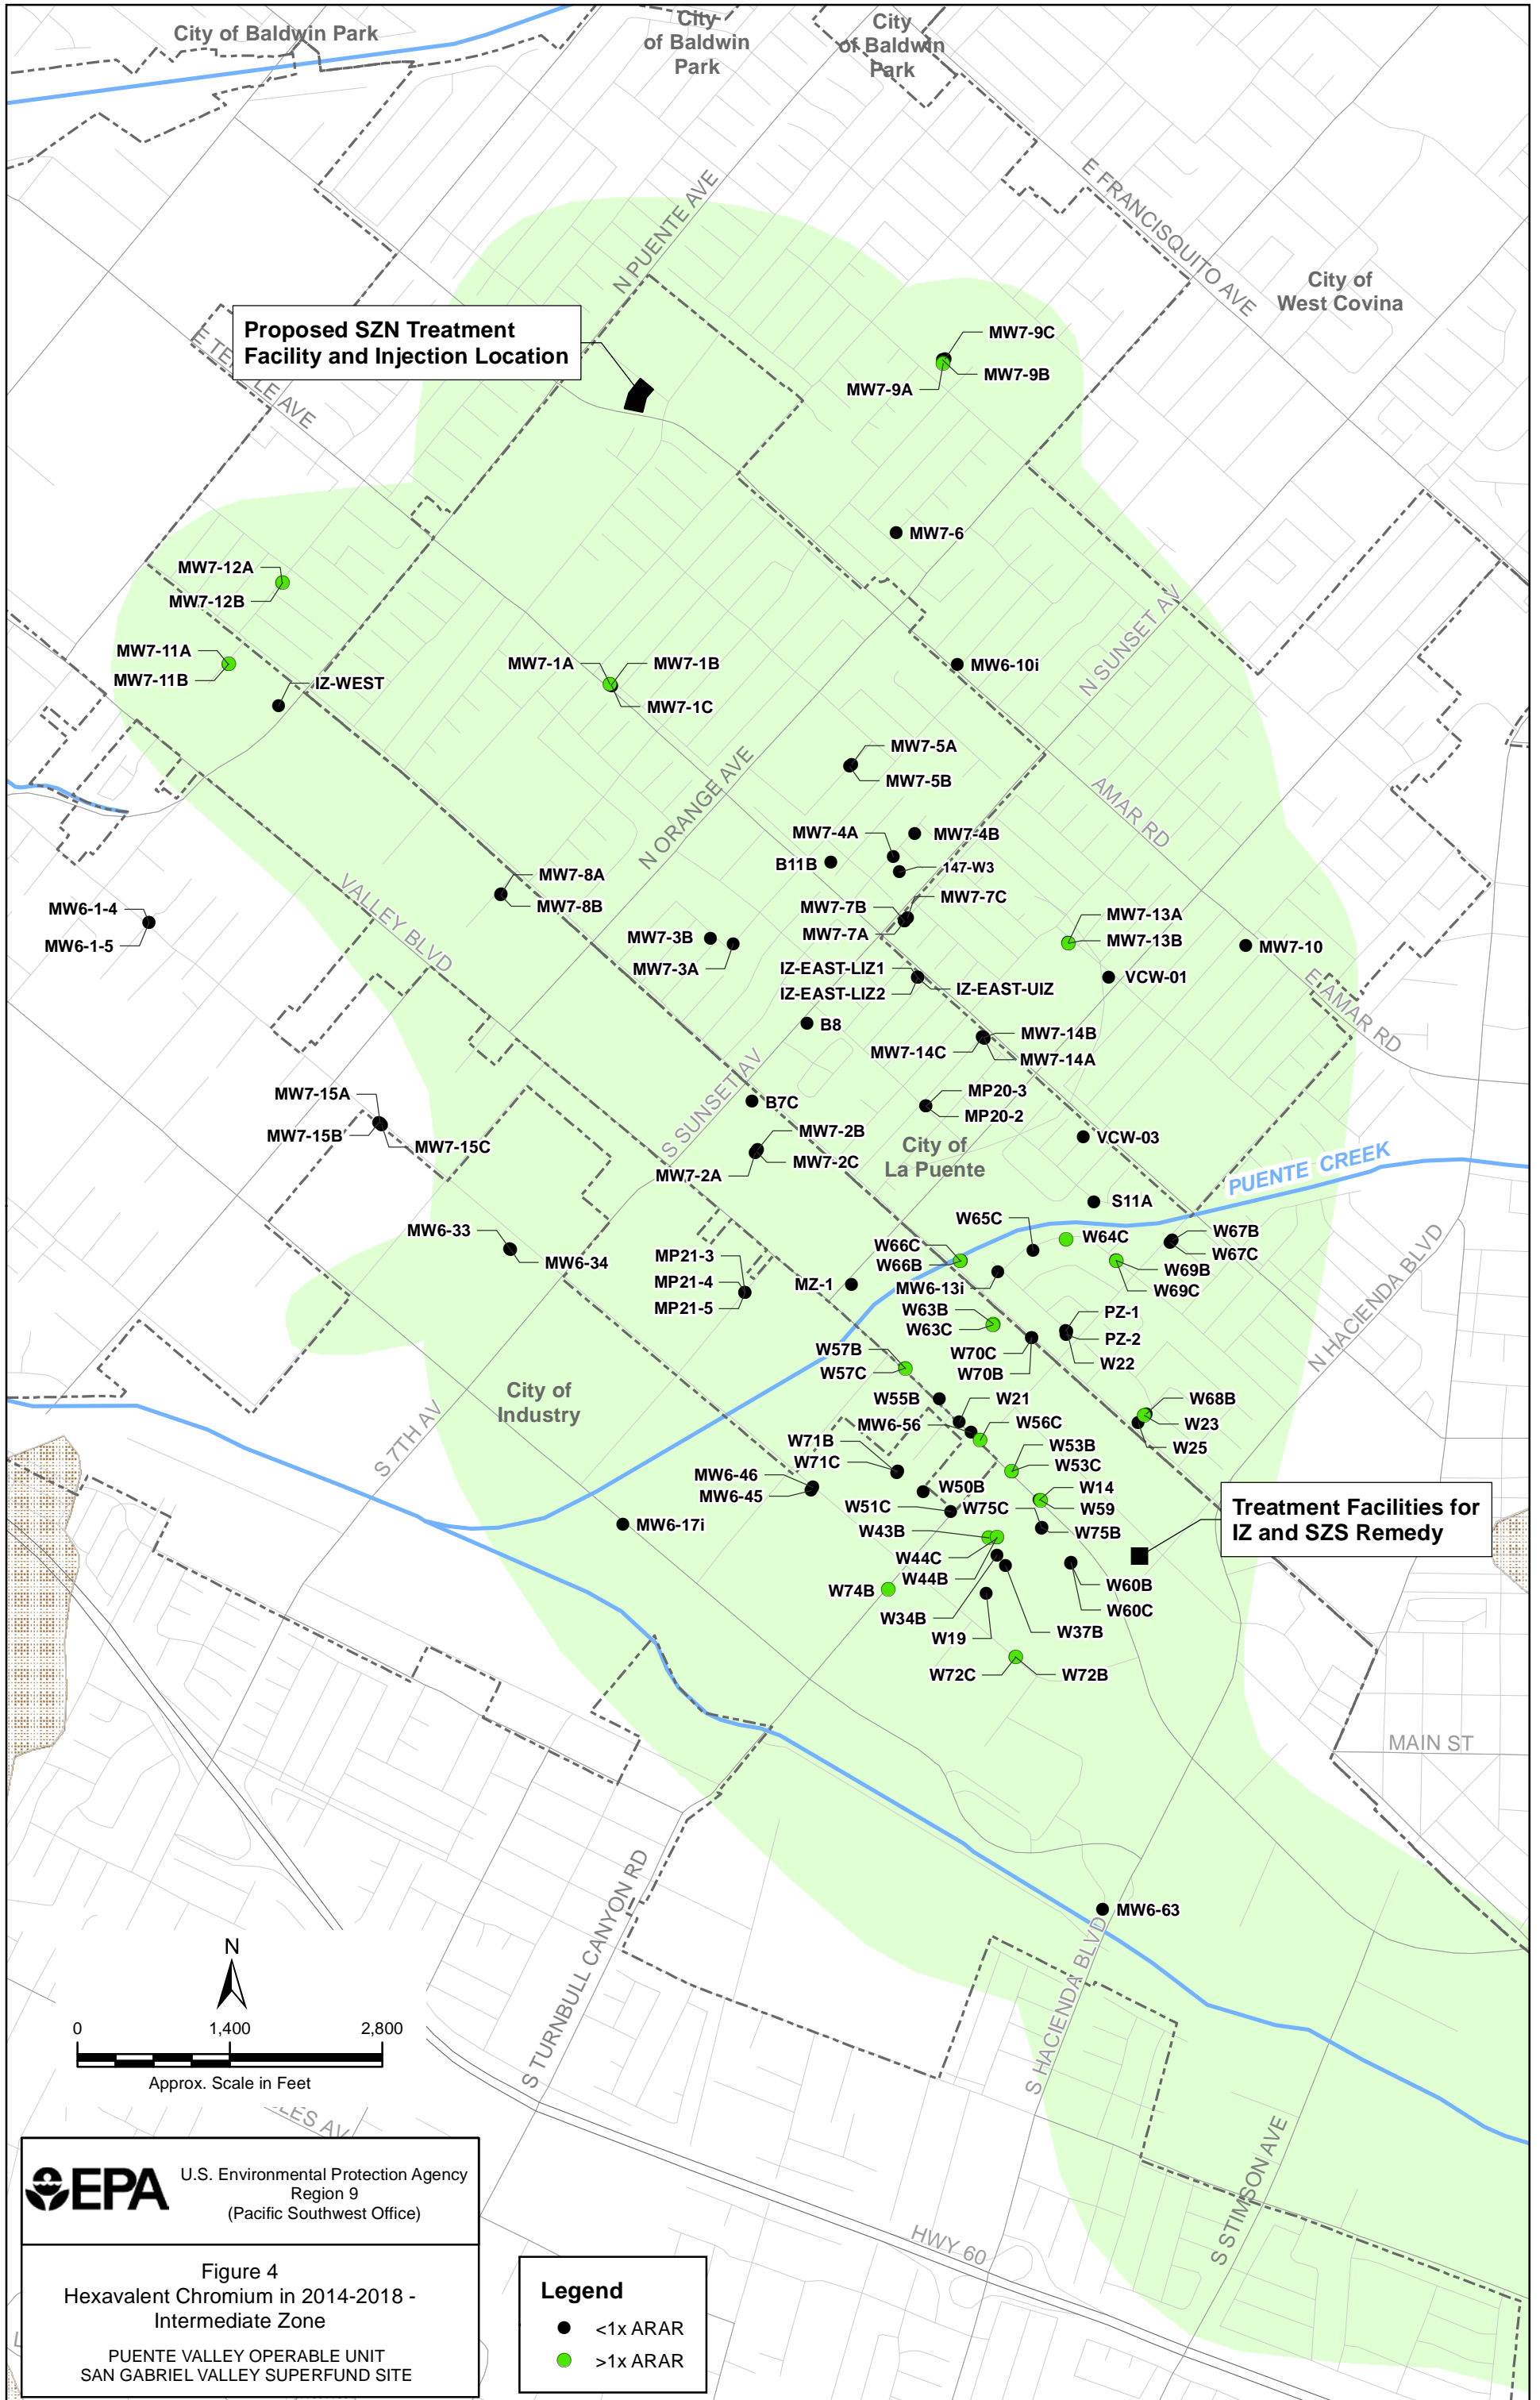 City of Baldwin Park
City
of Baldwin
Park
City
of Baldwin
Park
E FRANCISQUITO AVE
N PUENTE AVE
City of
West Covina
Proposed SZN Treatment
Facility and Injection Location
E TEMPLE AVE
MW7-9C
MW7-9B
MW7-9A
MW7-6
MW7-12A
MW7-12B
N SUNSET AV
MW7-11A
MW7-11B
IZ-WEST
MW7-1A
MW7-1B
MW7-1C
MW6-10i
MW7-5A
MW7-5B
N ORANGE AVE
AMAR RD
MW7-4A
MW7-4B
B11B
147-W3
MW7-8A
MW7-8B
VALLEY BLVD
MW7-7C
MW7-7B
MW7-7A
MW6-1-4
MW6-1-5
MW7-3B
MW7-3A
MW7-13A
MW7-13B
MW7-10
IZ-EAST-LIZ1
IZ-EAST-LIZ2
IZ-EAST-UIZ
VCW-01
E AMAR RD
B8
MW7-14B
MW7-14C
MW7-14A
S SUNSET AV
MW7-15A
MW7-15B
MW7-15C
B7C
MP20-3
MP20-2
MW7-2B
MW7-2C
MW7-2A
City of
La Puente
VCW-03
PUENTE CREEK
S11A
MW6-33
MW6-34
W65C
W64C
W67B
W67C
W66C
W66B
MP21-3
MP21-4
MP21-5
MZ-1
MW6-13i
W69B
W69C
N HACIENDA BLVD
W63B
W63C
PZ-1
PZ-2
W22
W70C
W70B
W57B
W57C
City of
Industry
W55B
W21
W68B
W23
W25
MW6-56
W56C
S 7TH AV
W71B
W71C
W53B
W53C
MW6-46
MW6-45
W50B
W14
W59
W51C
W75C
W75B
Treatment Facilities for
IZ and SZS Remedy
MW6-17i
W43B
W44C
W44B
W74B
W60B
W60C
W34B
W37B
W19
W72C
W72B
MAIN ST
S TURNBULL CANYON RD
MW6-63
S HACIENDA BLVD
S STIMSON AVE
HWY 60
N
0
1,400
2,800
Approx. Scale in Feet
LES AV
EPA
U.S. Environmental Protection Agency
Region 9
(Pacific Southwest Office)
Figure 4
Hexavalent Chromium in 2014-2018 -
Intermediate Zone
PUENTE VALLEY OPERABLE UNIT
SAN GABRIEL VALLEY SUPERFUND SITE
Legend
<1x ARAR
>1x ARAR